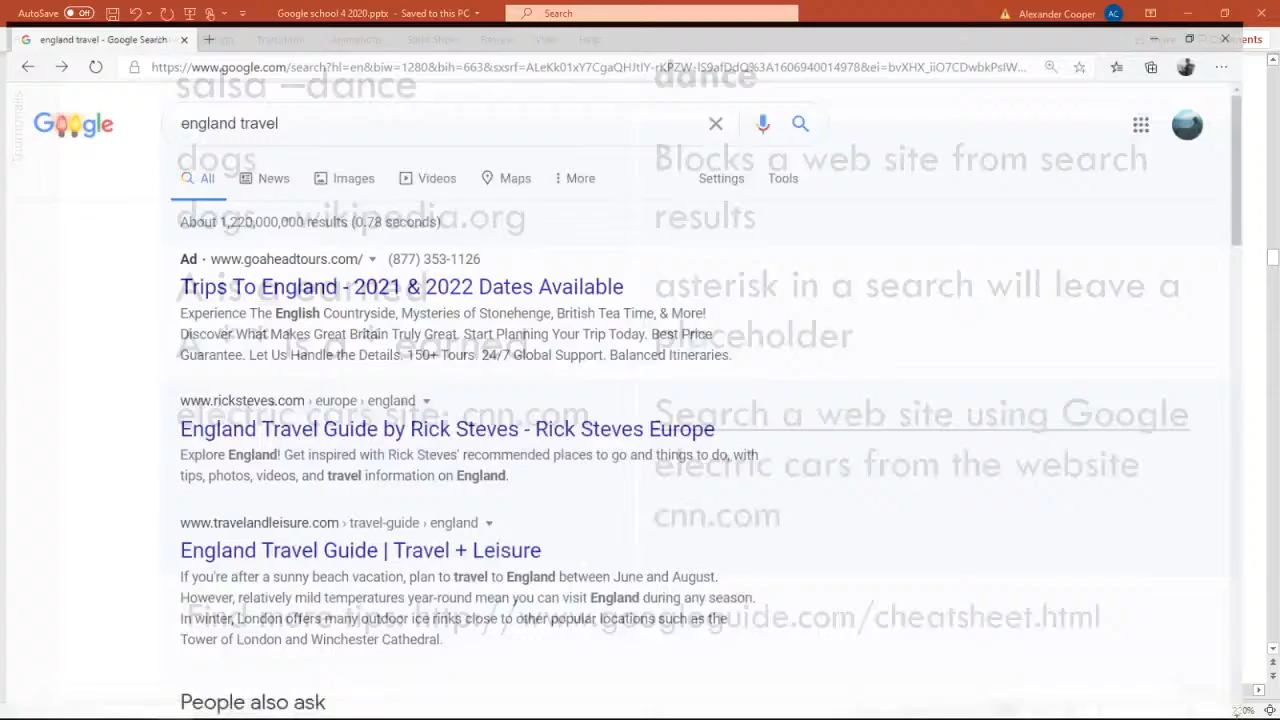 AutoSave Off Google school 4 2020.pptx - Saved to this PC Search Alexander Cooper AC
england travel - Google Search
https://www.google.com/search?hl=en&biw=1280&bih=663&sxsrf=
salsa –dance
dance
Google
england travel
dogs
Blocks a web site from search
All News Images Videos Maps More Settings Tools
results
About 1,220,000,000 results (0.78 seconds)
Ad · www.goaheadtours.com/ (877) 353-1126
Trips To England - 2021 & 2022 Dates Available
asterisk in a search will leave a
Experience The English Countryside, Mysteries of Stonehenge, British Tea Time, & More!
Discover What Makes Great Britain Truly Great. Start Planning Your Trip Today. Best Price
placeholder
Guarantee. Let Us Handle the Details. 150+ Tours. 24/7 Global Support. Balanced Itineraries.
www.ricksteves.com › europe › england
electric cars site: cnn.com
Search a web site using Google
England Travel Guide by Rick Steves - Rick Steves Europe
Explore England! Get inspired with Rick Steves' recommended places to go and things to do, with
electric cars from the website
tips, photos, videos, and travel information on England.
cnn.com
www.travelandleisure.com › travel-guide › england
England Travel Guide | Travel + Leisure
If you're after a sunny beach vacation, plan to travel to England between June and August.
However, relatively mild temperatures year-round mean you can visit England during any season.
Find more tips: http://www.googleguide.com/cheatsheet.html
In winter, London offers many outdoor ice rinks close to other popular locations such as the
Tower of London and Winchester Cathedral.
People also ask